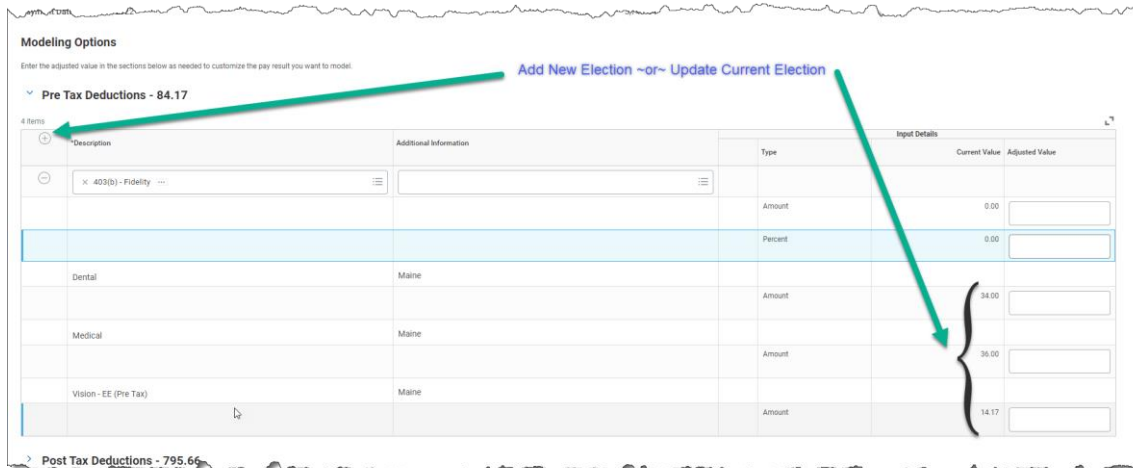 Modeling Options
Enter the adjusted value in the sections below as needed to customize the pay result you want to model.
Add New Election ~or~ Update Current Election
Pre Tax Deductions - 84.17
4 items
Input Details
*Description Additional Information Type Current Value Adjusted Value
× 403(b) - Fidelity ...
Amount 0.00
Percent 0.00
Dental Maine
Amount 34.00
Medical Maine
Amount 36.00
Vision - EE (Pre Tax) Maine
Amount 14.17
Post Tax Deductions - 795.66